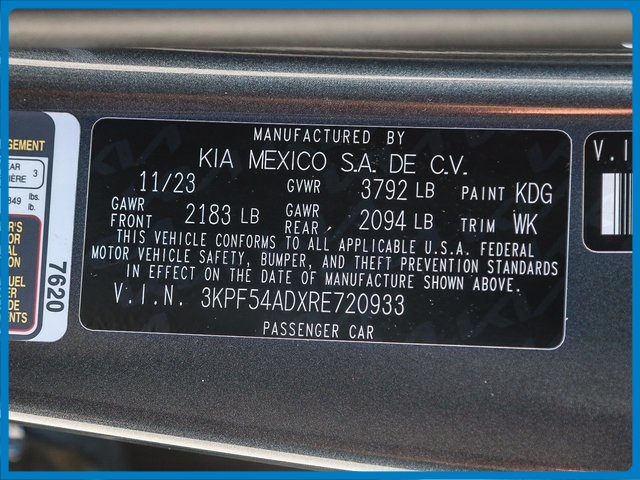 MANUFACTURED BY
KIA MEXICO S.A. DE C.V.
11/23 GVWR 3792 LB PAINT KDG
GAWR FRONT 2183 LB GAWR REAR 2094 LB TRIM WK
THIS VEHICLE CONFORMS TO ALL APPLICABLE U.S.A. FEDERAL
MOTOR VEHICLE SAFETY, BUMPER, AND THEFT PREVENTION STANDARDS
IN EFFECT ON THE DATE OF MANUFACTURE SHOWN ABOVE.
V.I.N. 3KPF54ADXRE720933
PASSENGER CAR
7620
V.I